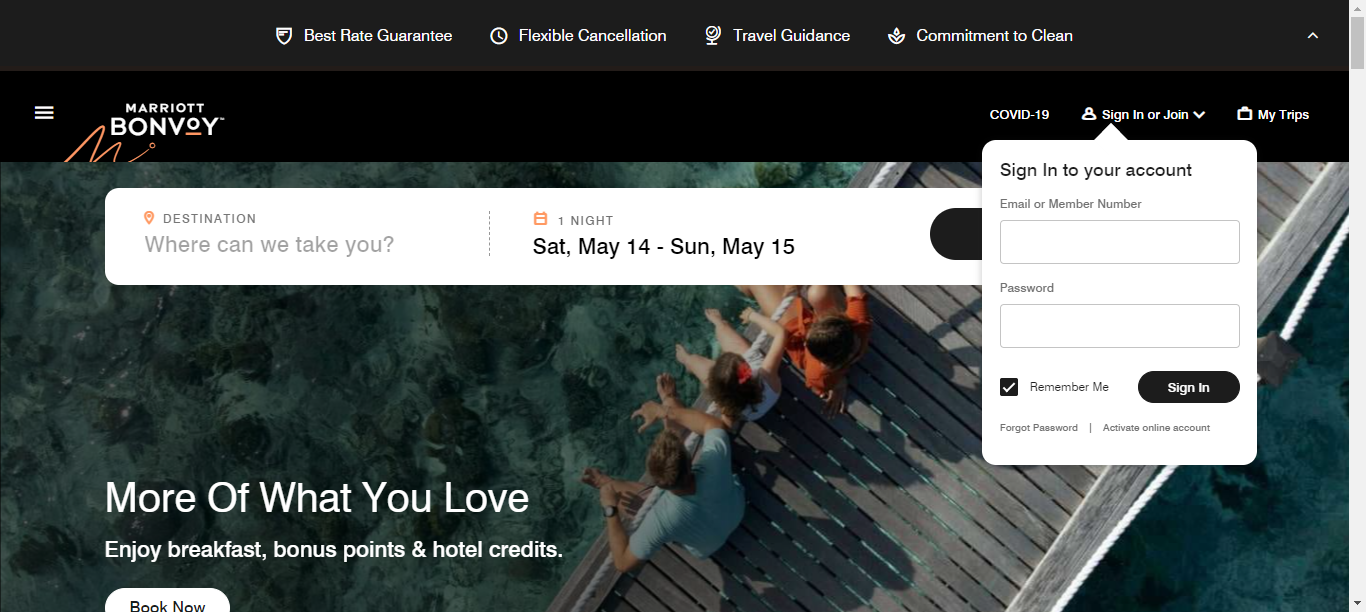 Best Rate Guarantee
Flexible Cancellation
Travel Guidance
Commitment to Clean
MARRIOTT
BONVOY™
COVID-19
Sign In or Join
My Trips
DESTINATION
Where can we take you?
1 NIGHT
Sat, May 14 - Sun, May 15
Sign In to your account
Email or Member Number
Password
Remember Me
Sign In
Forgot Password | Activate online account
More Of What You Love
Enjoy breakfast, bonus points & hotel credits.
Book Now